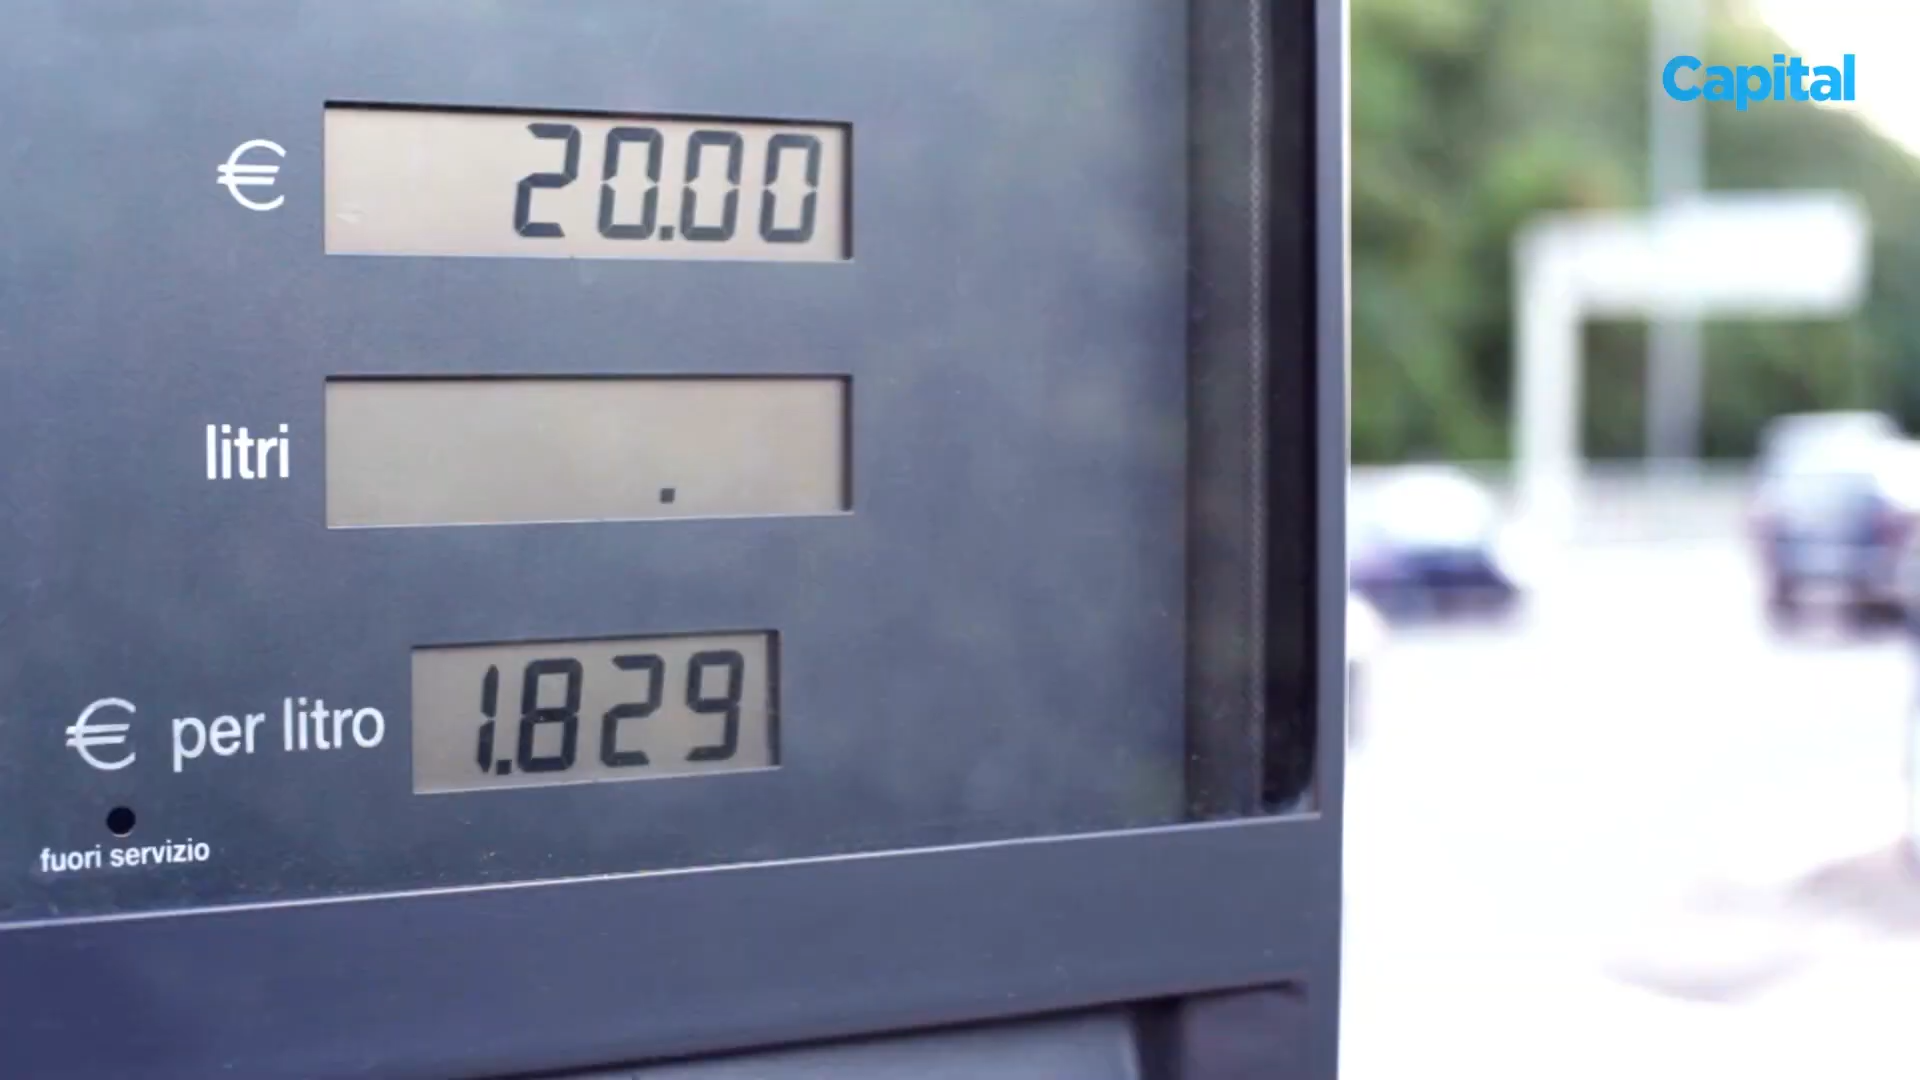 Capital
€ 20.00
litri .
€ per litro 1.829
fuori servizio